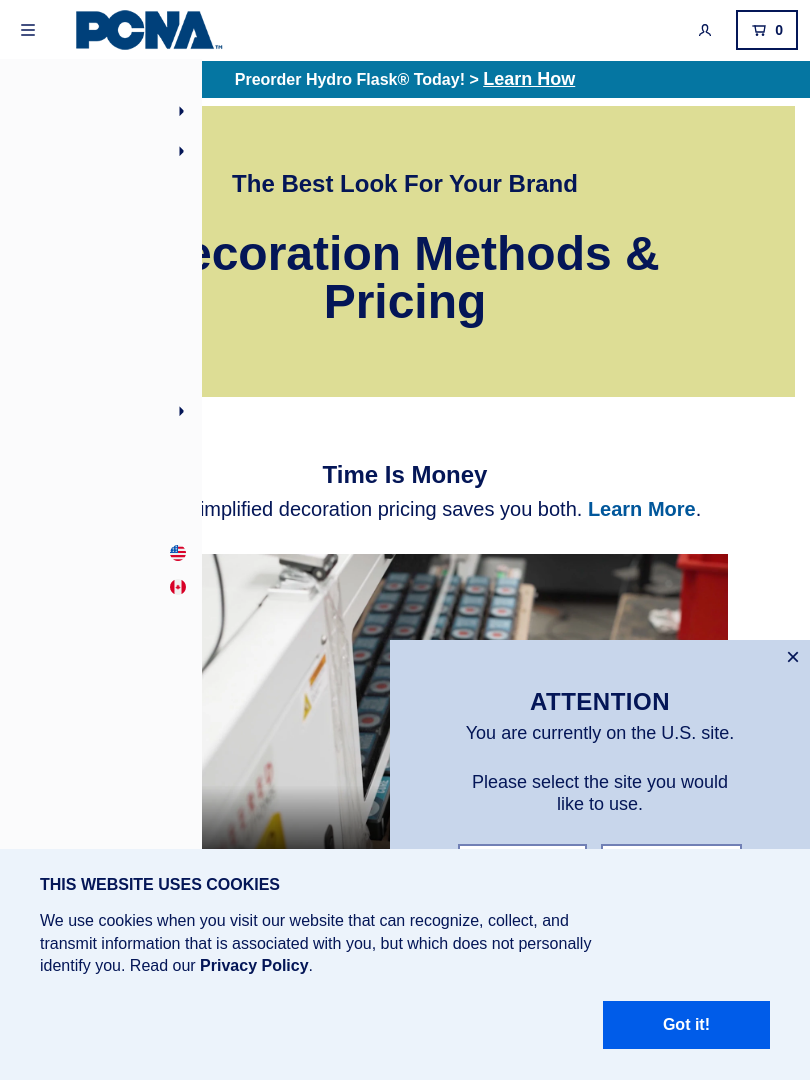 PCNA™
0
Preorder Hydro Flask® Today! > Learn How
The Best Look For Your Brand
ecoration Methods &
Pricing
Time Is Money
implified decoration pricing saves you both. Learn More.
ATTENTION
You are currently on the U.S. site.
Please select the site you would
like to use.
THIS WEBSITE USES COOKIES
We use cookies when you visit our website that can recognize, collect, and
transmit information that is associated with you, but which does not personally
identify you. Read our Privacy Policy.
Got it!